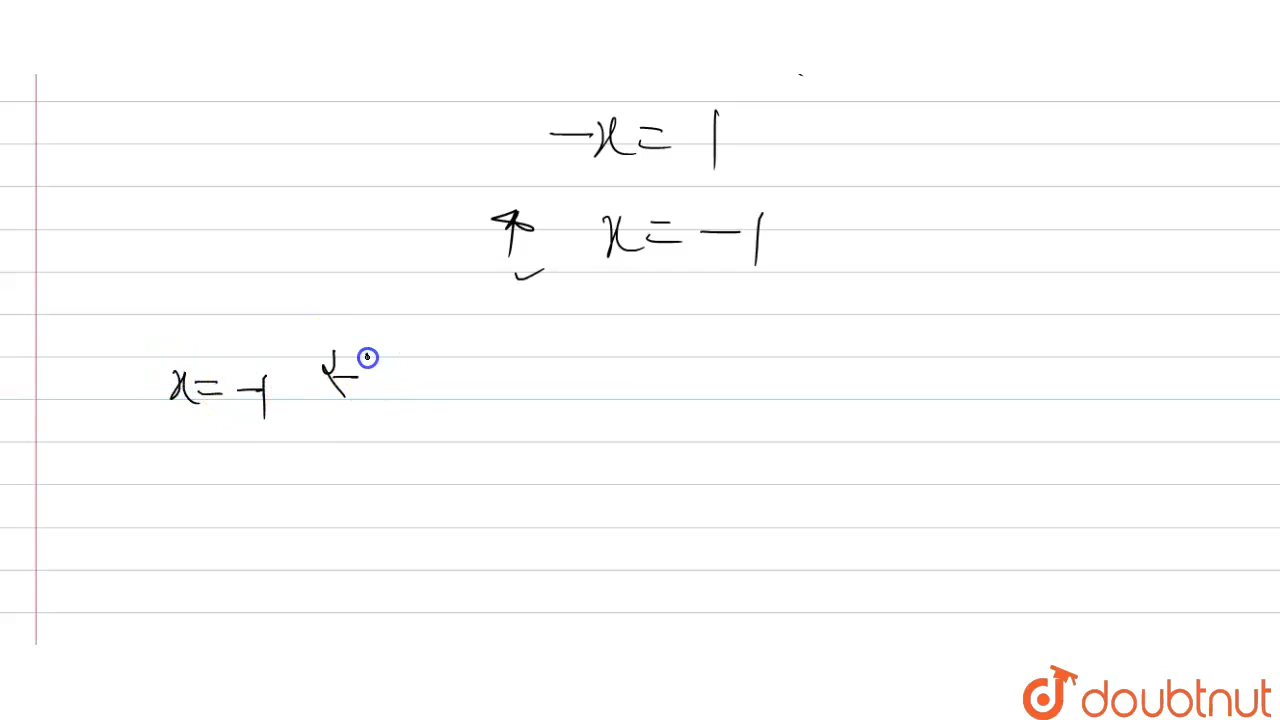 -x = 1
x = -1
x = -1
doubtnut